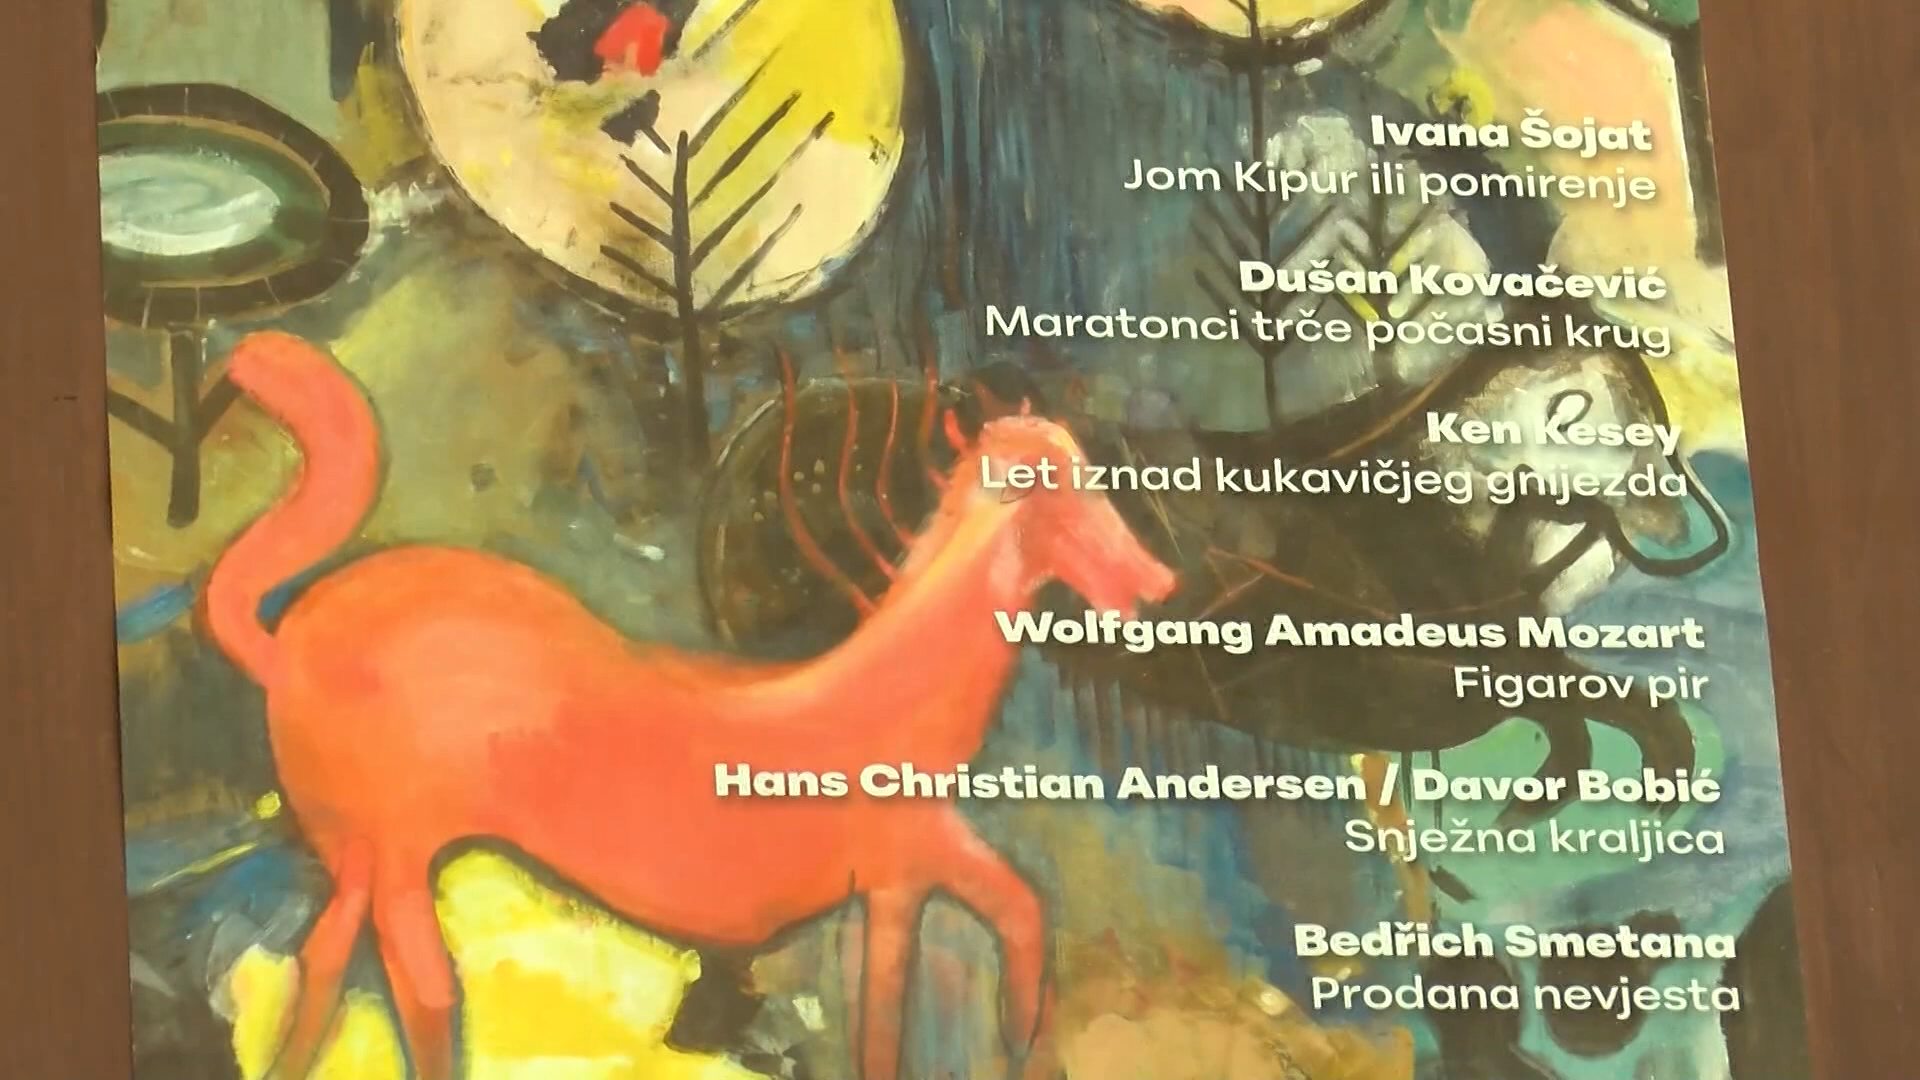 Ivana Šojat
Jom Kipur ili pomirenje
Dušan Kovačević
Maratonci trče počasni krug
Ken Kesey
Let iznad kukavičjeg gnijezda
Wolfgang Amadeus Mozart
Figarov pir
Hans Christian Andersen / Davor Bobić
Snježna kraljica
Bedřich Smetana
Prodana nevjesta